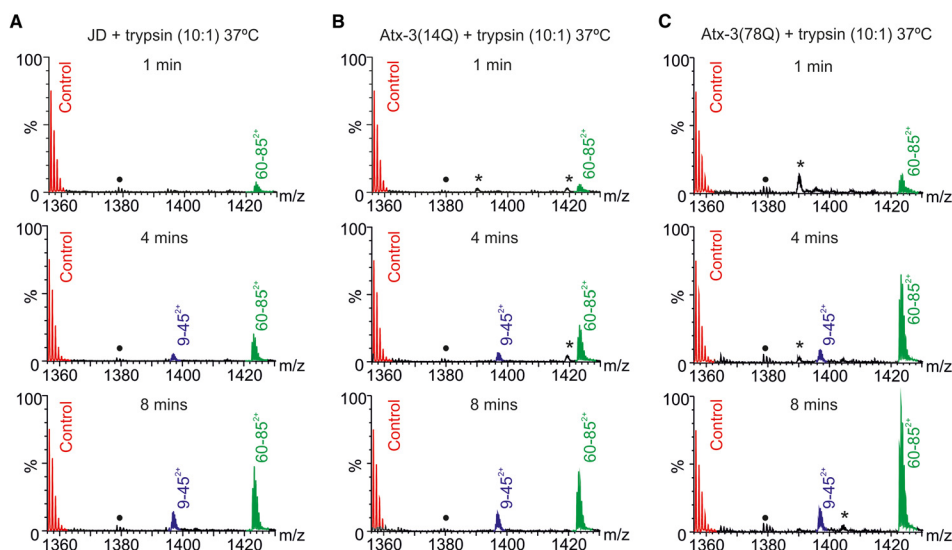 A
JD + trypsin (10:1) 37ºC
1 min
100
%
0
Control
•
60-85²⁺
1360 1380 1400 1420 m/z
4 mins
100
%
0
Control
•
9-45²⁺
60-85²⁺
1360 1380 1400 1420 m/z
8 mins
100
%
0
Control
•
9-45²⁺
60-85²⁺
1360 1380 1400 1420 m/z
B
Atx-3(14Q) + trypsin (10:1) 37ºC
1 min
100
%
0
Control
•
*
*
60-85²⁺
1360 1380 1400 1420 m/z
4 mins
100
%
0
Control
•
9-45²⁺
*
60-85²⁺
1360 1380 1400 1420 m/z
8 mins
100
%
0
Control
•
9-45²⁺
60-85²⁺
1360 1380 1400 1420 m/z
C
Atx-3(78Q) + trypsin (10:1) 37ºC
1 min
100
%
0
Control
•
*
60-85²⁺
1360 1380 1400 1420 m/z
4 mins
100
%
0
Control
•
*
9-45²⁺
60-85²⁺
1360 1380 1400 1420 m/z
8 mins
100
%
0
Control
•
9-45²⁺
*
60-85²⁺
1360 1380 1400 1420 m/z